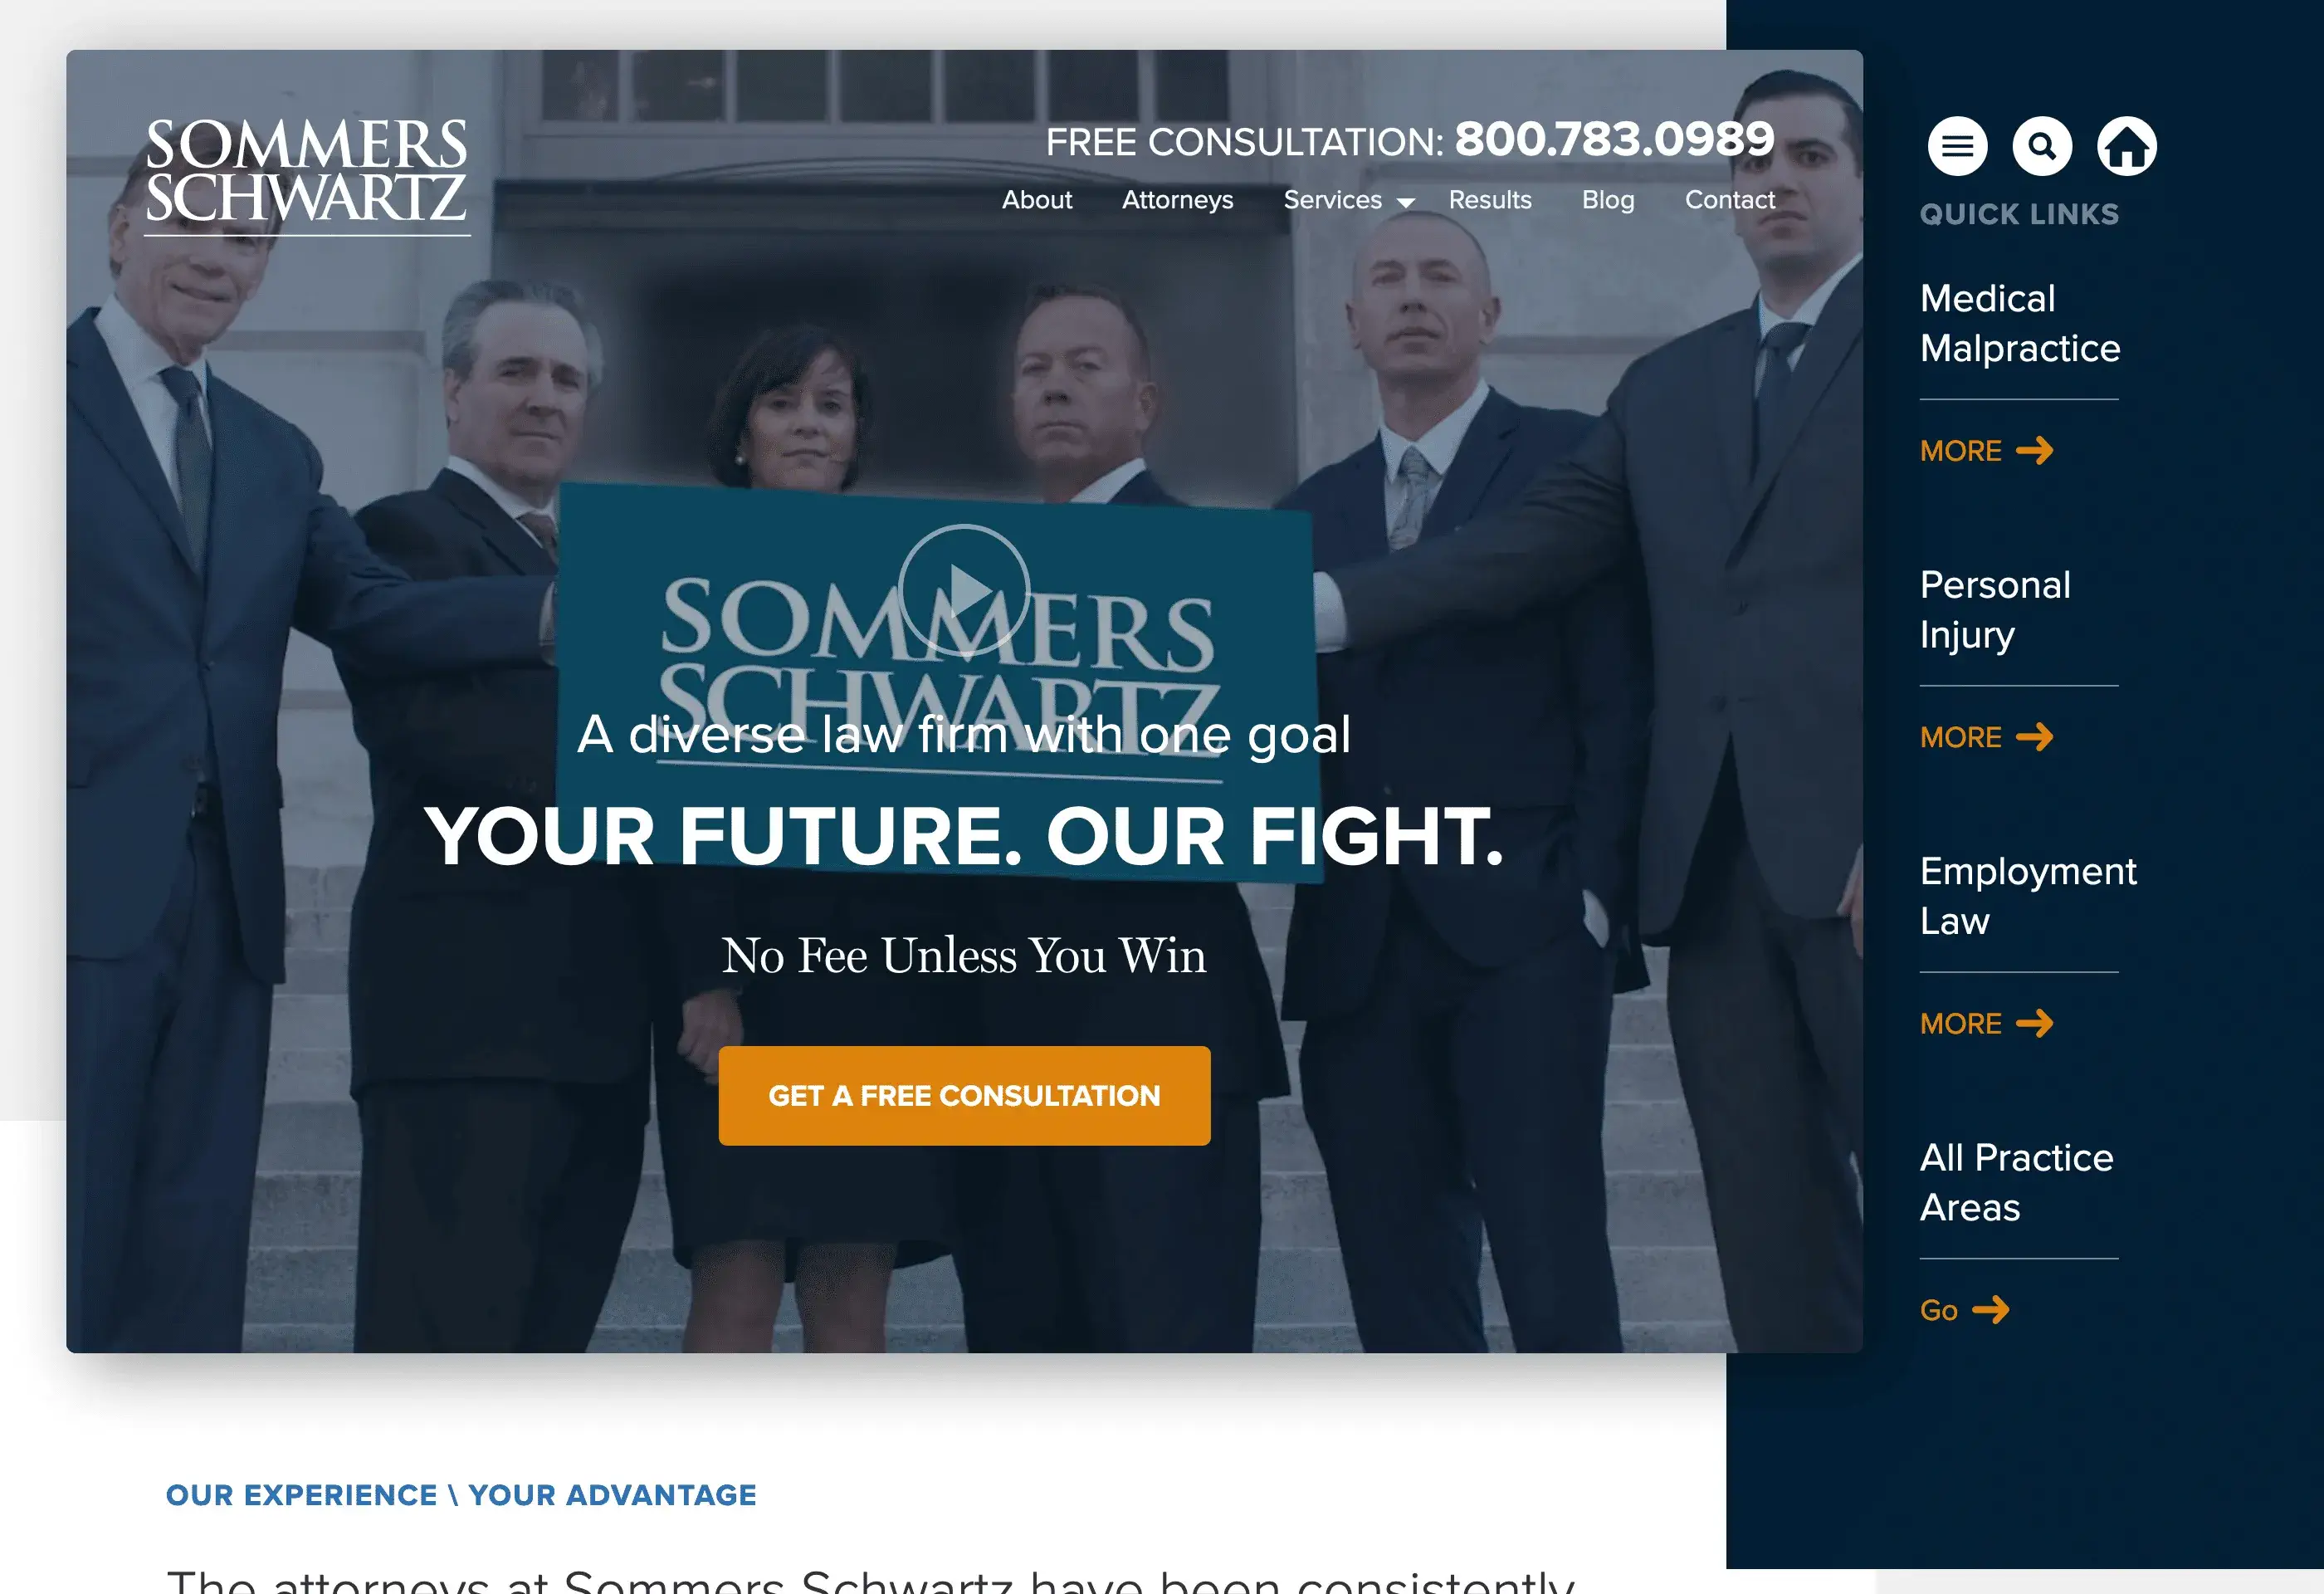 SOMMERS
SCHWARTZ
FREE CONSULTATION: 800.783.0989
About Attorneys Services Results Blog Contact
SOMMERS
SCHWARTZ
A diverse law firm with one goal
YOUR FUTURE. OUR FIGHT.
No Fee Unless You Win
GET A FREE CONSULTATION
QUICK LINKS
Medical
Malpractice
MORE
Personal
Injury
MORE
Employment
Law
MORE
All Practice
Areas
Go
OUR EXPERIENCE \ YOUR ADVANTAGE
The attorneys at Sommers Schwartz have been consistently